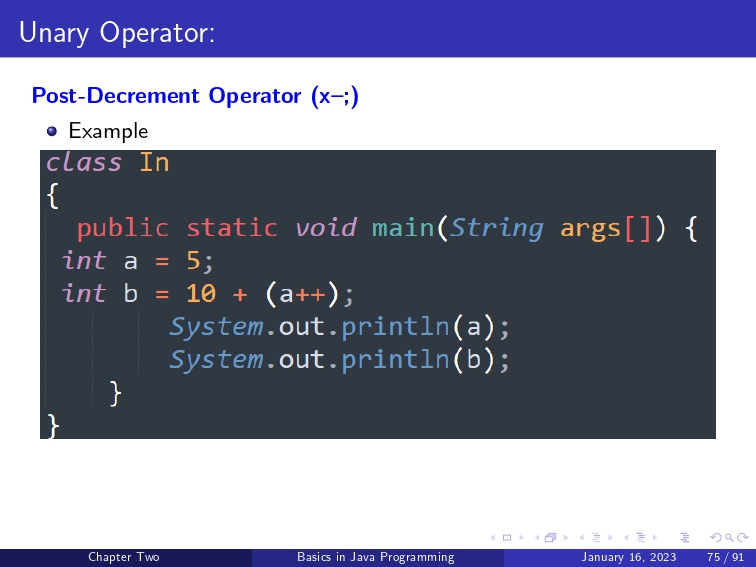 Unary Operator:
Post-Decrement Operator (x–;)
Example
class In
{
public static void main(String args[]) {
int a = 5;
int b = 10 + (a++);
System.out.println(a);
System.out.println(b);
}
}
Chapter Two Basics in Java Programming January 16, 2023 75 / 91